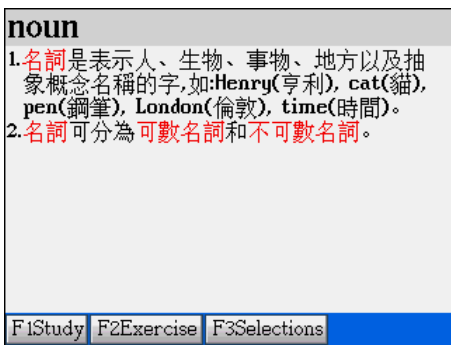 noun
1.名詞是表示人、生物、事物、地方以及抽
象概念名稱的字,如:Henry(亨利), cat(貓),
pen(鋼筆), London(倫敦), time(時間)。
2.名詞可分為可數名詞和不可數名詞。
F1Study F2Exercise F3Selections